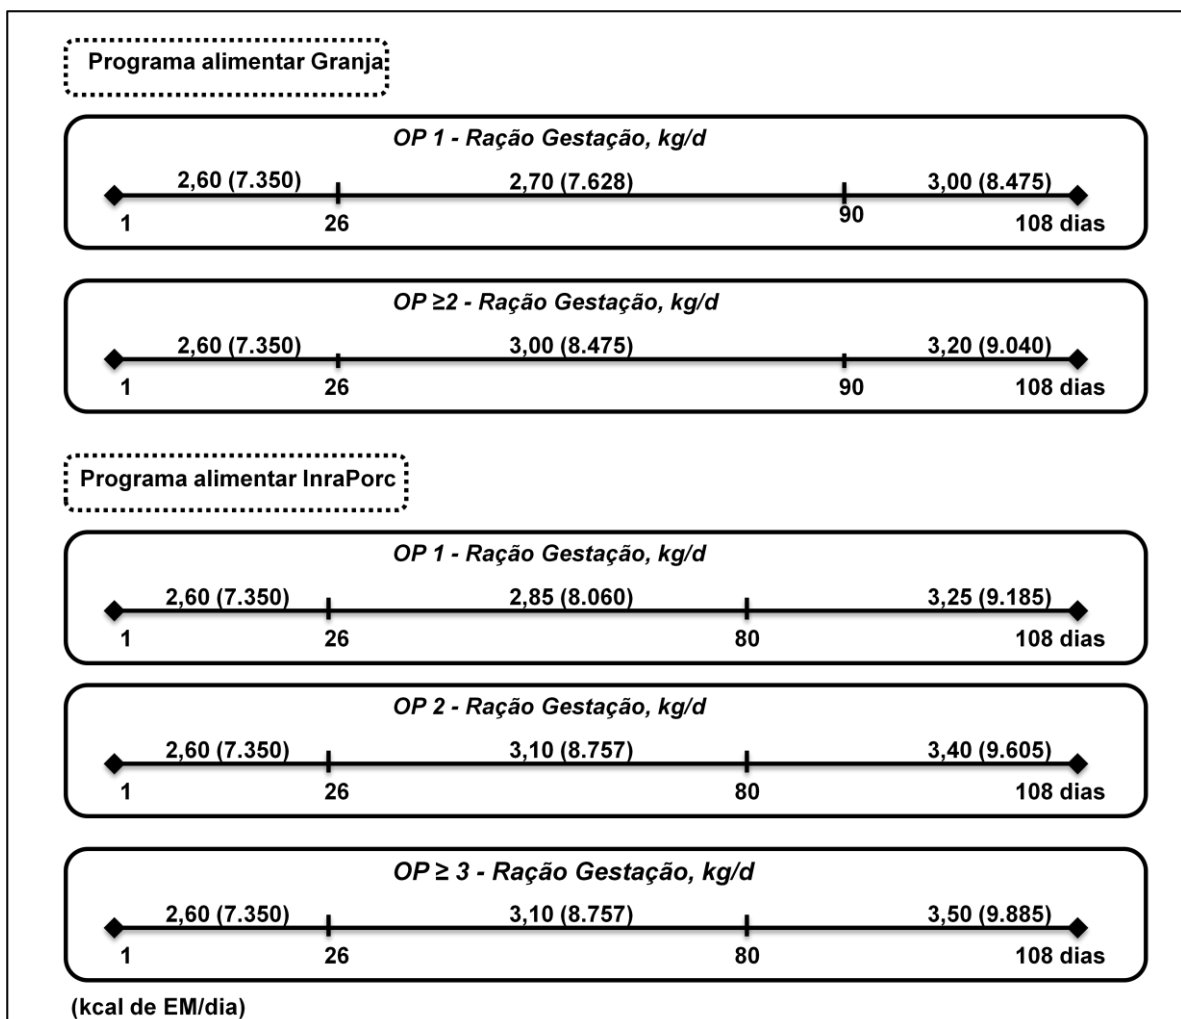 Programa alimentar Granja
OP 1 - Ração Gestação, kg/d
2,60 (7.350) 2,70 (7.628) 3,00 (8.475)
1 26 90 108 dias
OP ≥2 - Ração Gestação, kg/d
2,60 (7.350) 3,00 (8.475) 3,20 (9.040)
1 26 90 108 dias
Programa alimentar InraPorc
OP 1 - Ração Gestação, kg/d
2,60 (7.350) 2,85 (8.060) 3,25 (9.185)
1 26 80 108 dias
OP 2 - Ração Gestação, kg/d
2,60 (7.350) 3,10 (8.757) 3,40 (9.605)
1 26 80 108 dias
OP ≥ 3 - Ração Gestação, kg/d
2,60 (7.350) 3,10 (8.757) 3,50 (9.885)
1 26 80 108 dias
(kcal de EM/dia)